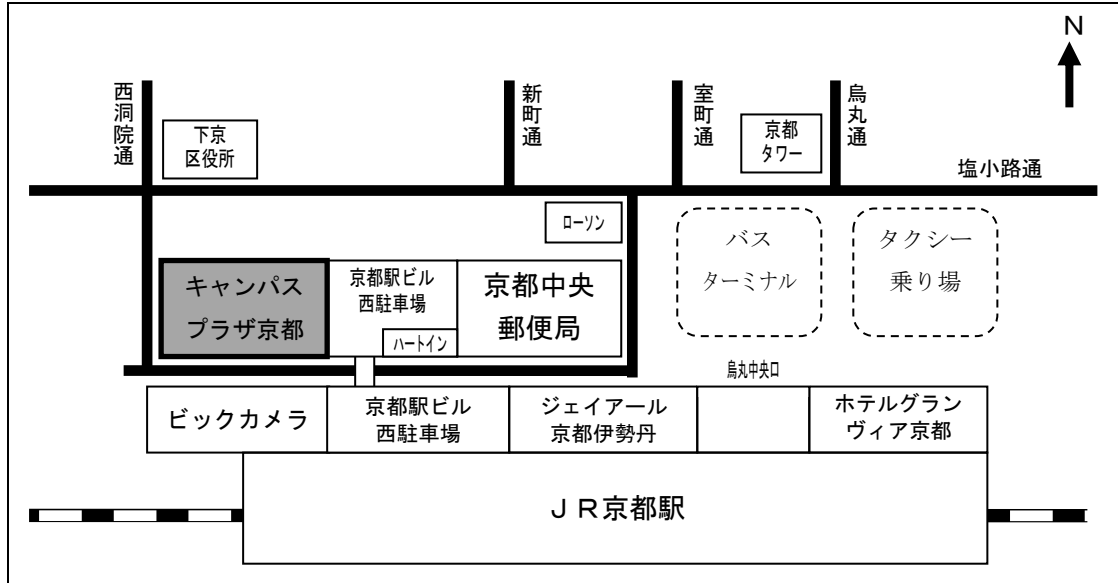 N
西洞院通
新町通
室町通
烏丸通
下京
区役所
京都
タワー
塩小路通
ローソン
バス
ターミナル
タクシー
乗り場
キャンパス
プラザ京都
京都駅ビル
西駐車場
ハートイン
京都中央
郵便局
烏丸中央口
ビックカメラ
京都駅ビル
西駐車場
ジェイアール
京都伊勢丹
ホテルグラン
ヴィア京都
JR京都駅